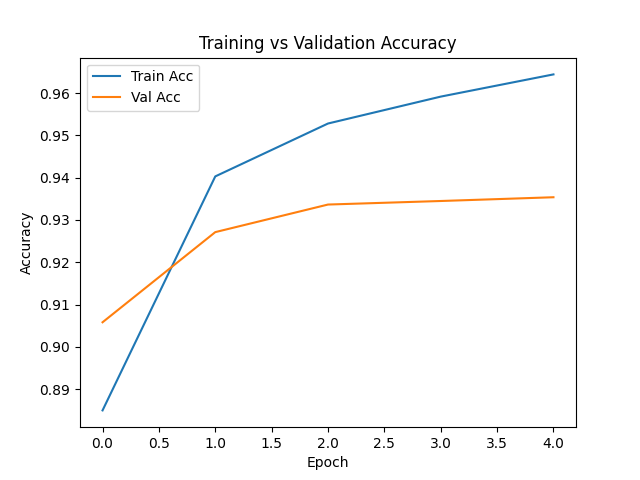 Training vs Validation Accuracy
Train Acc
Val Acc
0.96
0.95
0.94
0.93
0.92
0.91
0.90
0.89
Accuracy
0.0 0.5 1.0 1.5 2.0 2.5 3.0 3.5 4.0
Epoch